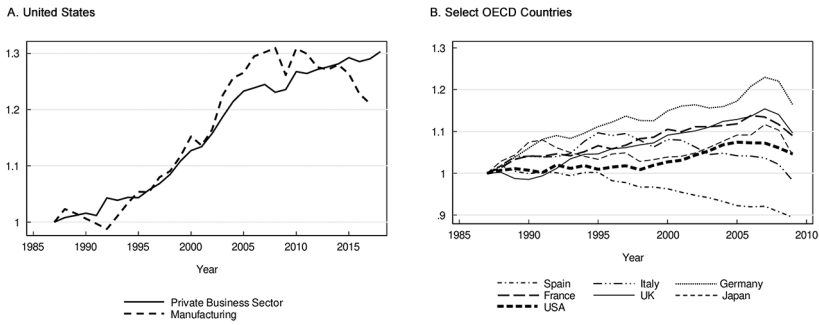 A. United States
1.3
1.2
1.1
1
1985 1990 1995 2000 2005 2010 2015
Year
Private Business Sector
Manufacturing
B. Select OECD Countries
1.3
1.2
1.1
1
.9
1985 1990 1995 2000 2005 2010
Year
Spain Italy Germany
France UK Japan
USA